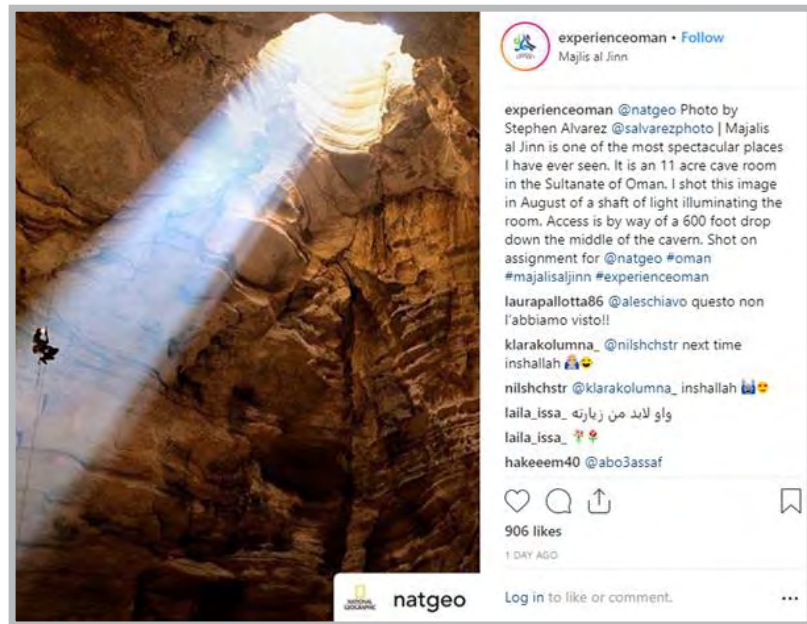 experienceoman • Follow
Majlis al Jinn
experienceoman @natgeo Photo by
Stephen Alvarez @salvarezphoto | Majalis
al Jinn is one of the most spectacular places
I have ever seen. It is an 11 acre cave room
in the Sultanate of Oman. I shot this image
in August of a shaft of light illuminating the
room. Access is by way of a 600 foot drop
down the middle of the cavern. Shot on
assignment for @natgeo #oman
#majalisaljinn #experienceoman
laurapallotta86 @aleschiavo questo non
l'abbiamo visto!!
klarakolumna_ @nilshchstr next time
inshallah
nilshchstr @klarakolumna_ inshallah
laila_issa_ واو لابد من زيارته
laila_issa_
hakeeem40 @abo3assaf
906 likes
1 DAY AGO
Log in to like or comment.
NATIONAL
GEOGRAPHIC
natgeo